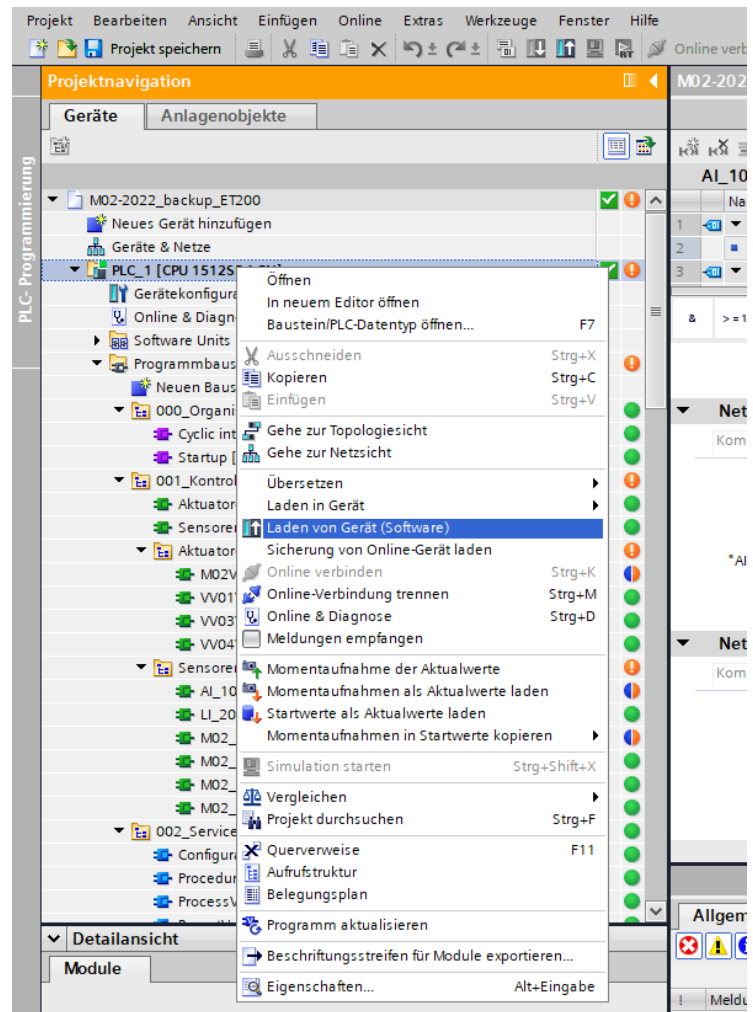 Projekt Bearbeiten Ansicht Einfügen Online Extras Werkzeuge Fenster Hilfe
Projekt speichern
Online verb
Projektnavigation
M02-202
Geräte Anlagenobjekte
PLC-Programmierung
AI_10
Na
M02-2022_backup_ET200
1
Neues Gerät hinzufügen
Geräte & Netze
2
PLC_1 [CPU 1512S
3
Gerätekonfigura
Online & Diagn
& >=1
Software Units
Programmbaus
Neuen Baus
000_Organi
Net
Cyclic int
Kom
Startup [
001_Kontrol
Aktuator
Sensore
Aktuator
"AI
M02V
VV01
VV03
VV04
Net
Sensore
Kom
AI_10
LI_20
M02_
M02_
M02_
M02_
002_Service
Configura
Procedur
ProcessV
Detailansicht
Module
Allgem
! Meldu
Öffnen
In neuem Editor öffnen
Baustein/PLC-Datentyp öffnen... F7
Ausschneiden Strg+X
Kopieren Strg+C
Einfügen Strg+V
Gehe zur Topologiesicht
Gehe zur Netzsicht
Übersetzen
Laden in Gerät
Laden von Gerät (Software)
Sicherung von Online-Gerät laden
Online verbinden Strg+K
Online-Verbindung trennen Strg+M
Online & Diagnose Strg+D
Meldungen empfangen
Momentaufnahme der Aktualwerte
Momentaufnahmen als Aktualwerte laden
Startwerte als Aktualwerte laden
Momentaufnahmen in Startwerte kopieren
Simulation starten Strg+Shift+X
Vergleichen
Projekt durchsuchen Strg+F
Querverweise F11
Aufrufstruktur
Belegungsplan
Programm aktualisieren
Beschriftungsstreifen für Module exportieren...
Eigenschaften... Alt+Eingabe